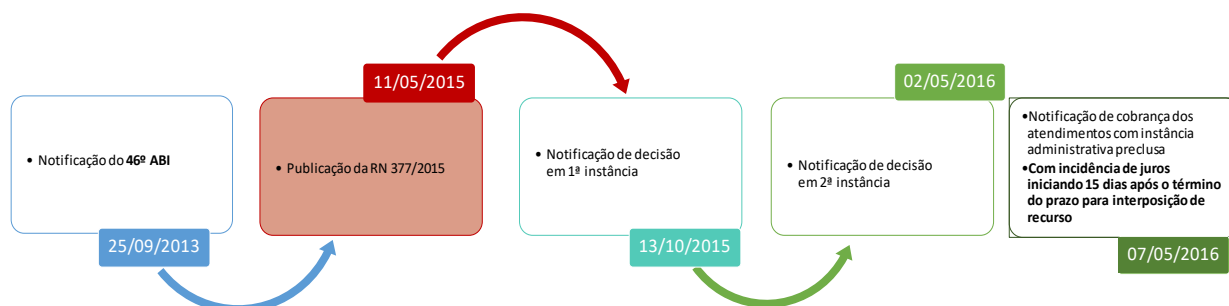 • Notificação do 46º ABI
25/09/2013
11/05/2015
• Publicação da RN 377/2015
• Notificação de decisão
em 1ª instância
13/10/2015
02/05/2016
• Notificação de decisão
em 2ª instância
•Notificação de cobrança dos
atendimentos com instância
administrativa preclusa
•Com incidência de juros
iniciando 15 dias após o término
do prazo para interposição de
recurso
07/05/2016